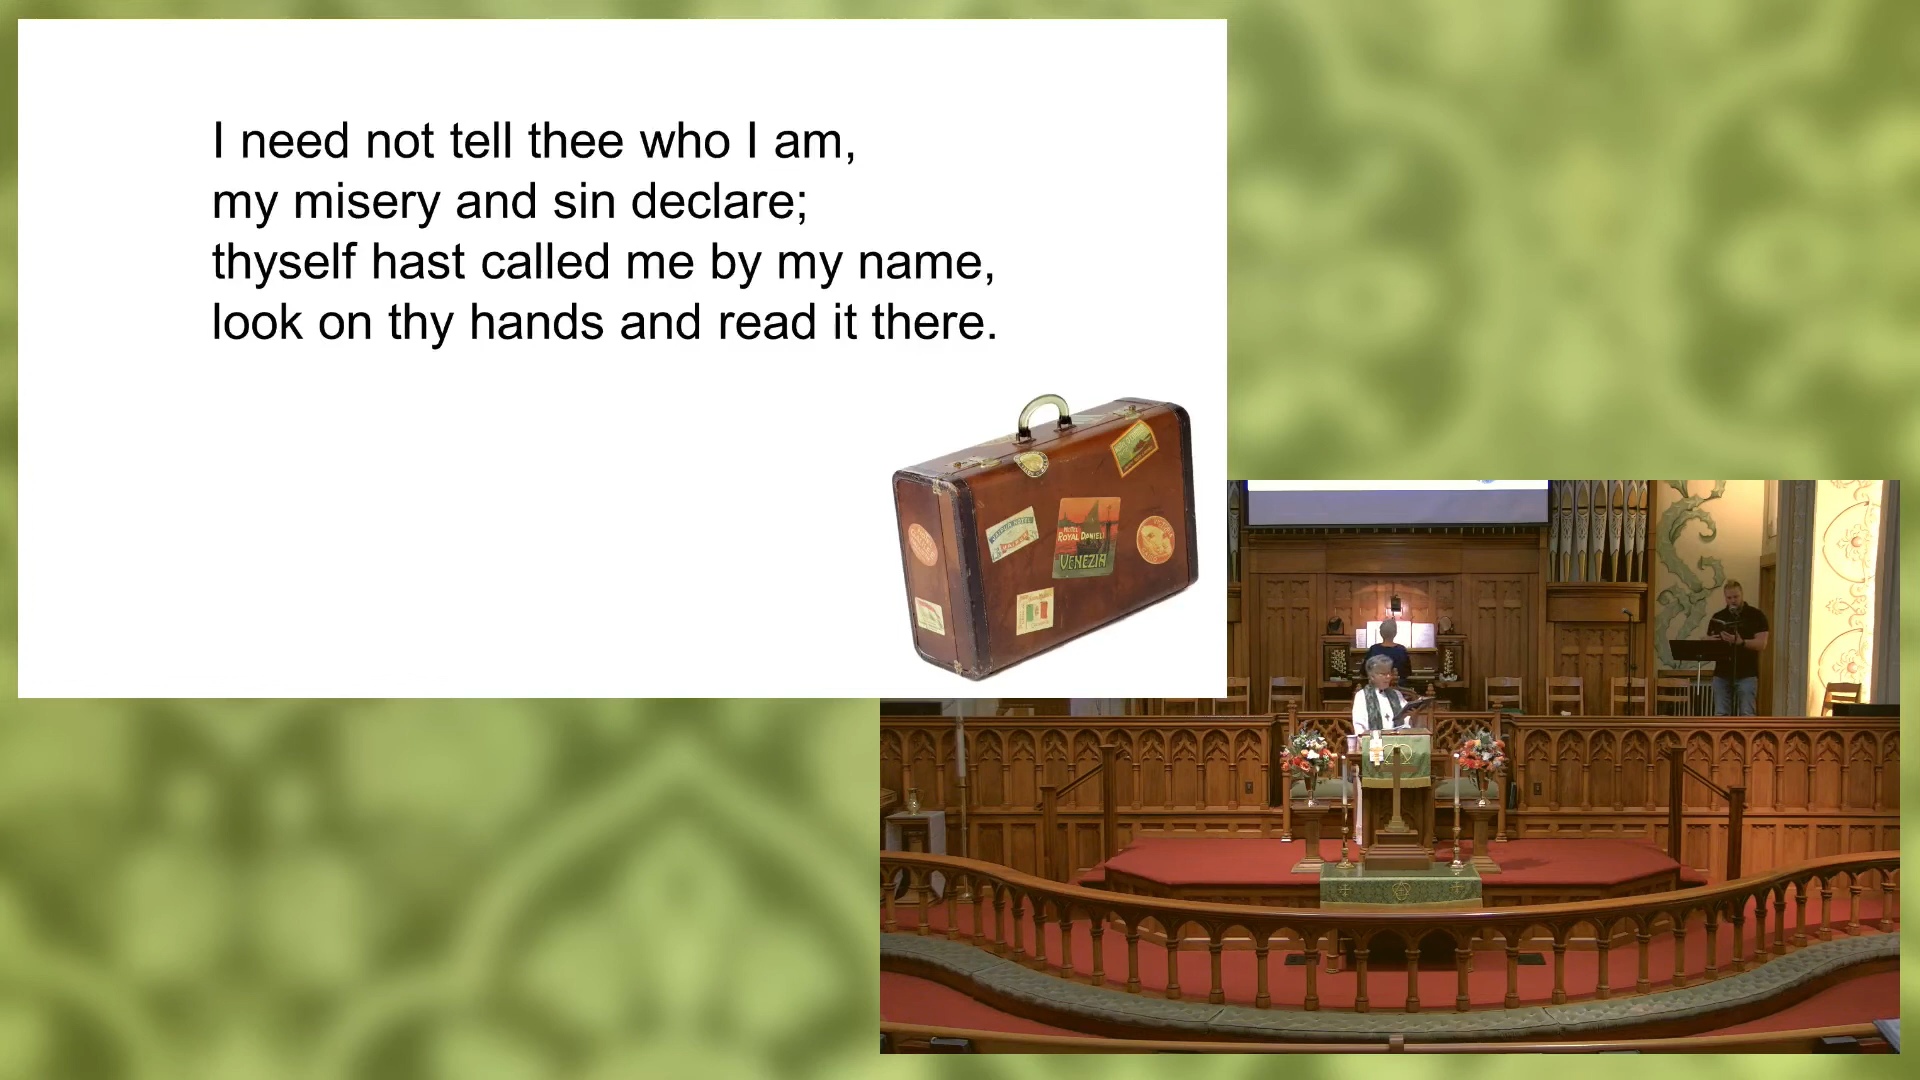 I need not tell thee who I am,
my misery and sin declare;
thyself hast called me by my name,
look on thy hands and read it there.
HOTEL
ROYAL DANIELI
VENEZIA